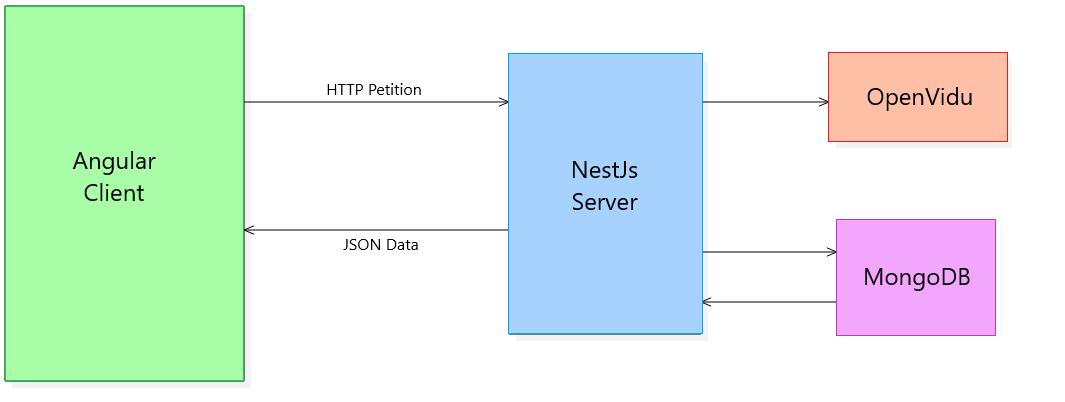 Angular
Client
HTTP Petition
JSON Data
NestJs
Server
OpenVidu
MongoDB